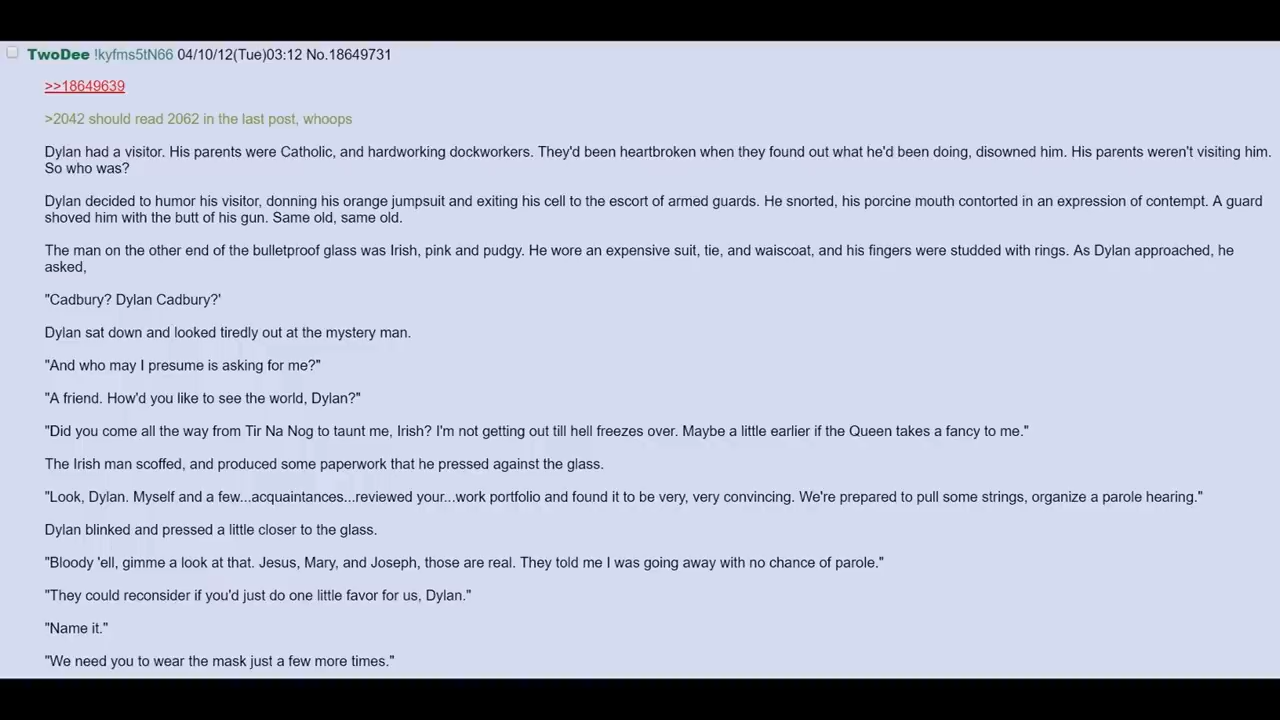 TwoDee !kyfms5tN66 04/10/12(Tue)03:12 No.18649731
>>18649639
>2042 should read 2062 in the last post, whoops
Dylan had a visitor. His parents were Catholic, and hardworking dockworkers. They'd been heartbroken when they found out what he'd been doing, disowned him. His parents weren't visiting him.
So who was?
Dylan decided to humor his visitor, donning his orange jumpsuit and exiting his cell to the escort of armed guards. He snorted, his porcine mouth contorted in an expression of contempt. A guard
shoved him with the butt of his gun. Same old, same old.
The man on the other end of the bulletproof glass was Irish, pink and pudgy. He wore an expensive suit, tie, and waiscoat, and his fingers were studded with rings. As Dylan approached, he
asked,
"Cadbury? Dylan Cadbury?'
Dylan sat down and looked tiredly out at the mystery man.
"And who may I presume is asking for me?"
"A friend. How'd you like to see the world, Dylan?"
"Did you come all the way from Tir Na Nog to taunt me, Irish? I'm not getting out till hell freezes over. Maybe a little earlier if the Queen takes a fancy to me."
The Irish man scoffed, and produced some paperwork that he pressed against the glass.
"Look, Dylan. Myself and a few...acquaintances...reviewed your...work portfolio and found it to be very, very convincing. We're prepared to pull some strings, organize a parole hearing."
Dylan blinked and pressed a little closer to the glass.
"Bloody 'ell, gimme a look at that. Jesus, Mary, and Joseph, those are real. They told me I was going away with no chance of parole."
"They could reconsider if you'd just do one little favor for us, Dylan."
"Name it."
"We need you to wear the mask just a few more times."